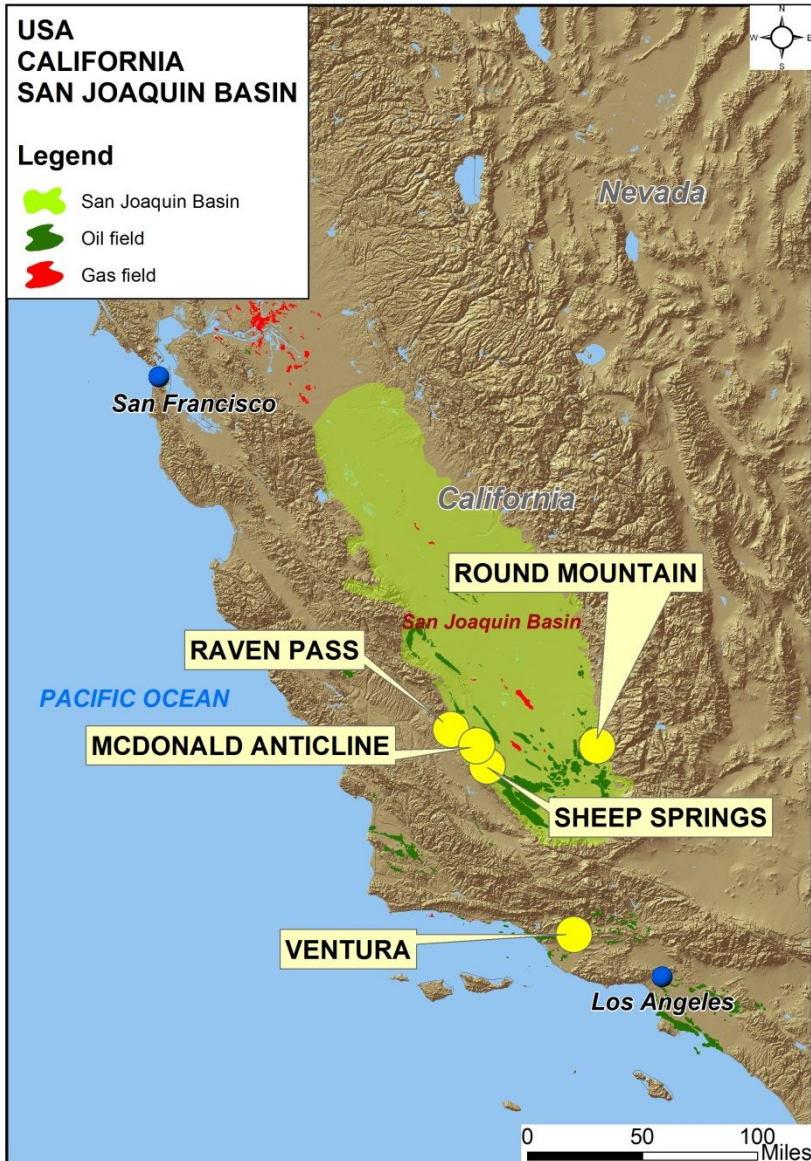 USA
CALIFORNIA
SAN JOAQUIN BASIN
Legend
San Joaquin Basin
Oil field
Gas field
N
W
E
S
Nevada
San Francisco
California
ROUND MOUNTAIN
San Joaquin Basin
RAVEN PASS
PACIFIC OCEAN
MCDONALD ANTICLINE
SHEEP SPRINGS
VENTURA
Los Angeles
0 50 100
Miles